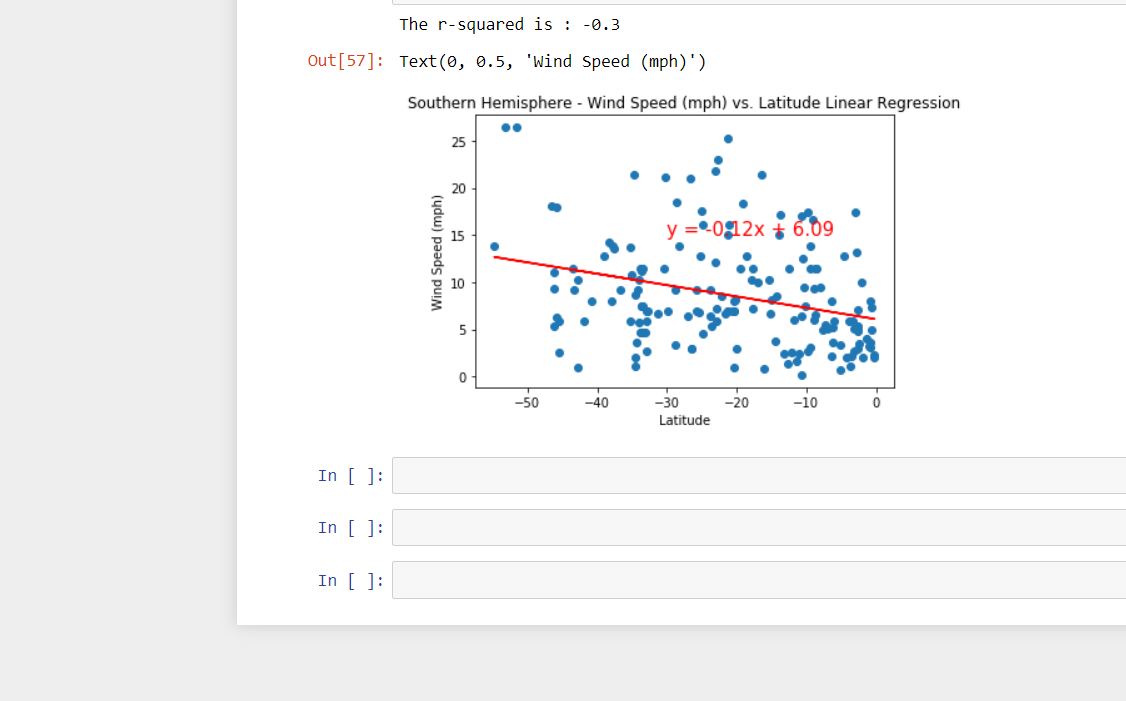 The r-squared is : -0.3
Out[57]: Text(0, 0.5, 'Wind Speed (mph)')
Southern Hemisphere - Wind Speed (mph) vs. Latitude Linear Regression
25
20
15
10
5
0
Wind Speed (mph)
y = -0.12x + 6.09
−50 −40 −30 −20 −10 0
Latitude
In [ ]:
In [ ]:
In [ ]: